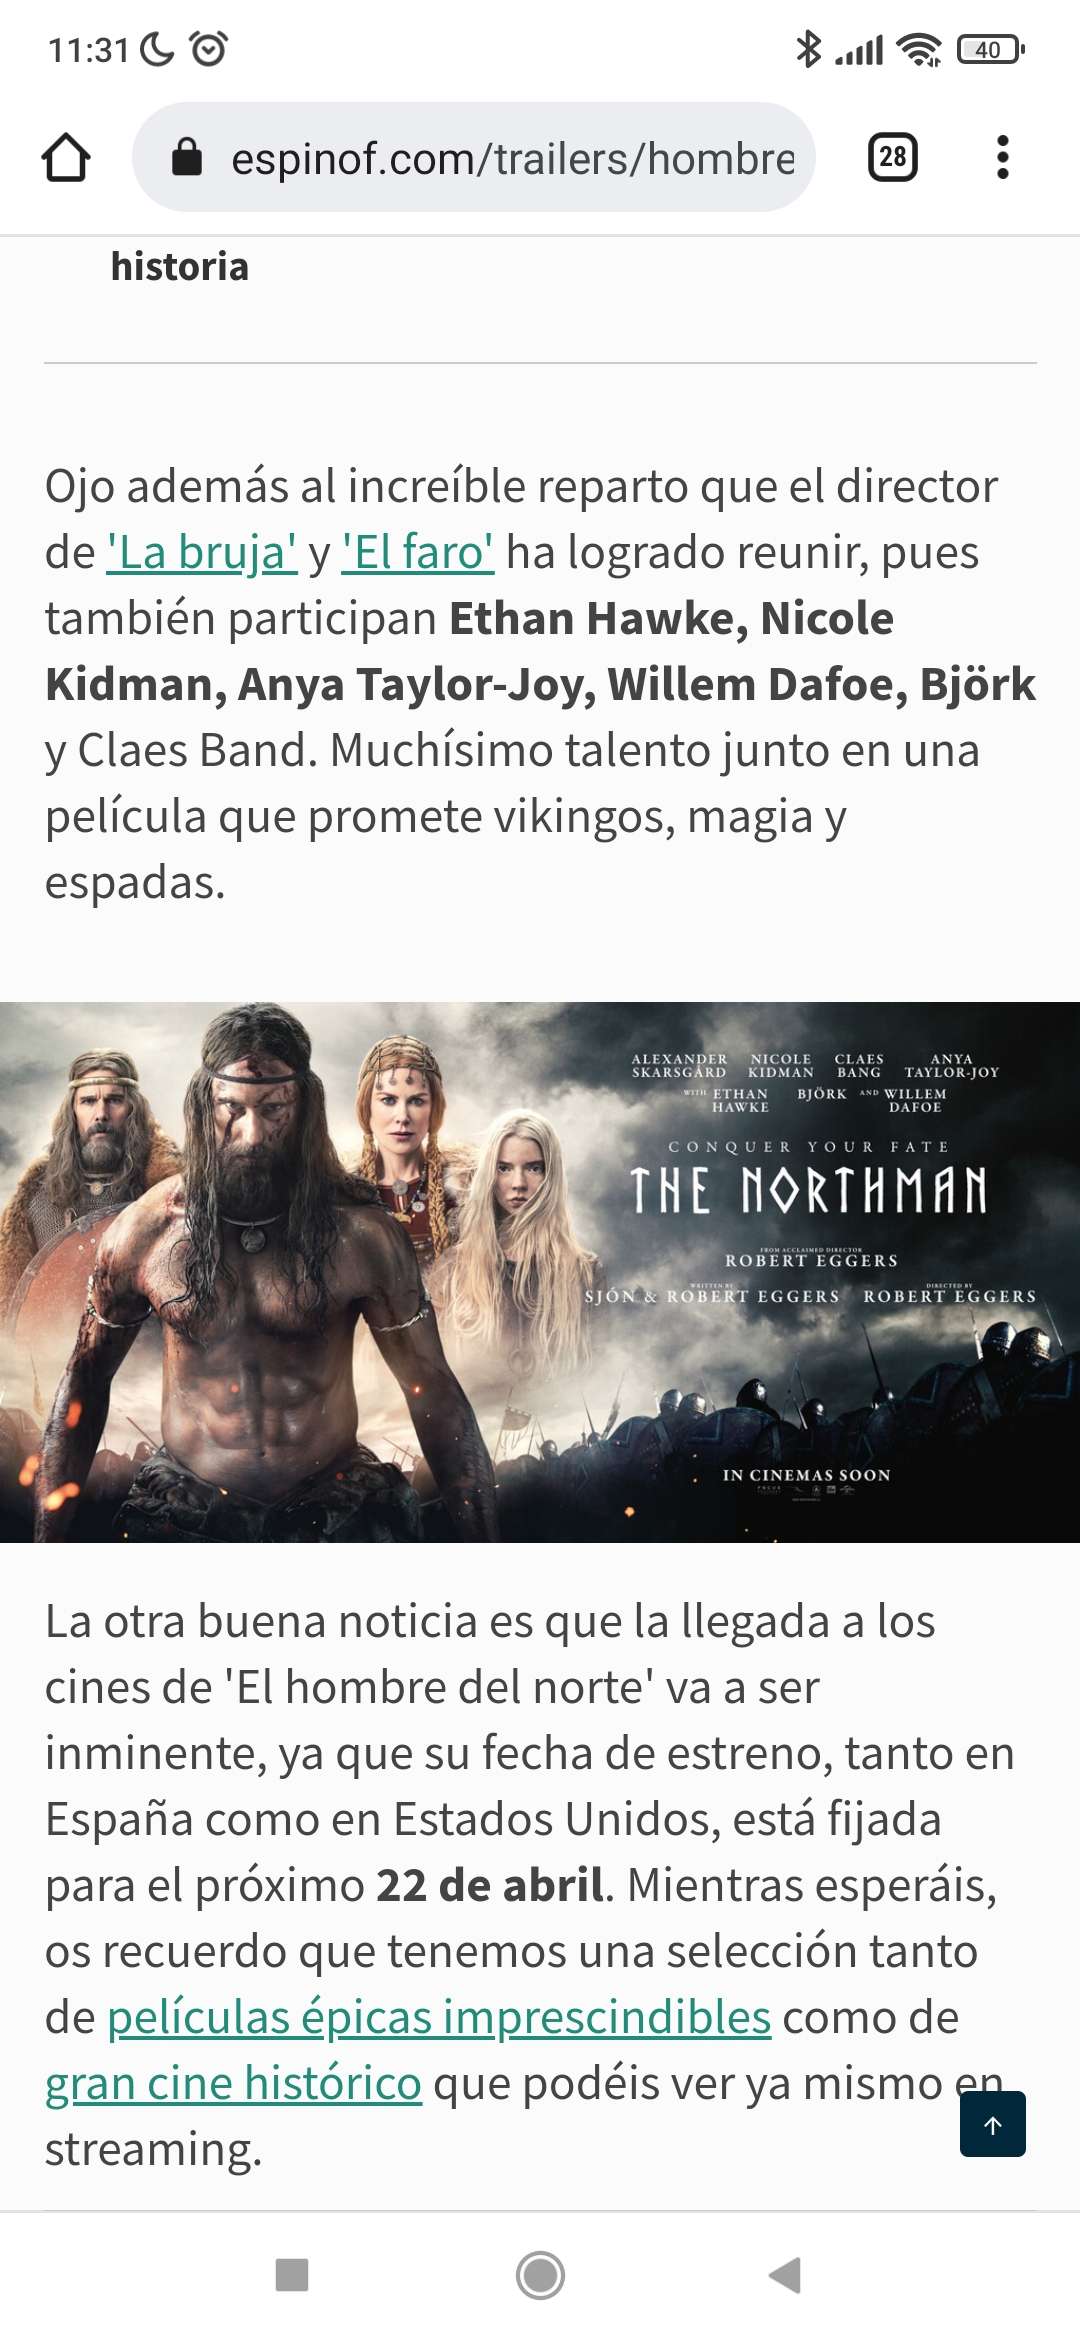 11:31
40
espinof.com/trailers/hombre
28
historia
Ojo además al increíble reparto que el director
de 'La bruja' y 'El faro' ha logrado reunir, pues
también participan Ethan Hawke, Nicole
Kidman, Anya Taylor-Joy, Willem Dafoe, Björk
y Claes Band. Muchísimo talento junto en una
película que promete vikingos, magia y
espadas.
ALEXANDER NICOLE CLAES ANYA
SKARSGÅRD KIDMAN BANG TAYLOR-JOY
WITH ETHAN BJÖRK AND WILLEM
HAWKE DAFOE
CONQUER YOUR FATE
THE NORTHMAN
FROM ACCLAIMED DIRECTOR
ROBERT EGGERS
WRITTEN BY DIRECTED BY
SJÓN & ROBERT EGGERS ROBERT EGGERS
IN CINEMAS SOON
La otra buena noticia es que la llegada a los
cines de 'El hombre del norte' va a ser
inminente, ya que su fecha de estreno, tanto en
España como en Estados Unidos, está fijada
para el próximo 22 de abril. Mientras esperáis,
os recuerdo que tenemos una selección tanto
de películas épicas imprescindibles como de
gran cine histórico que podéis ver ya mismo en
streaming.